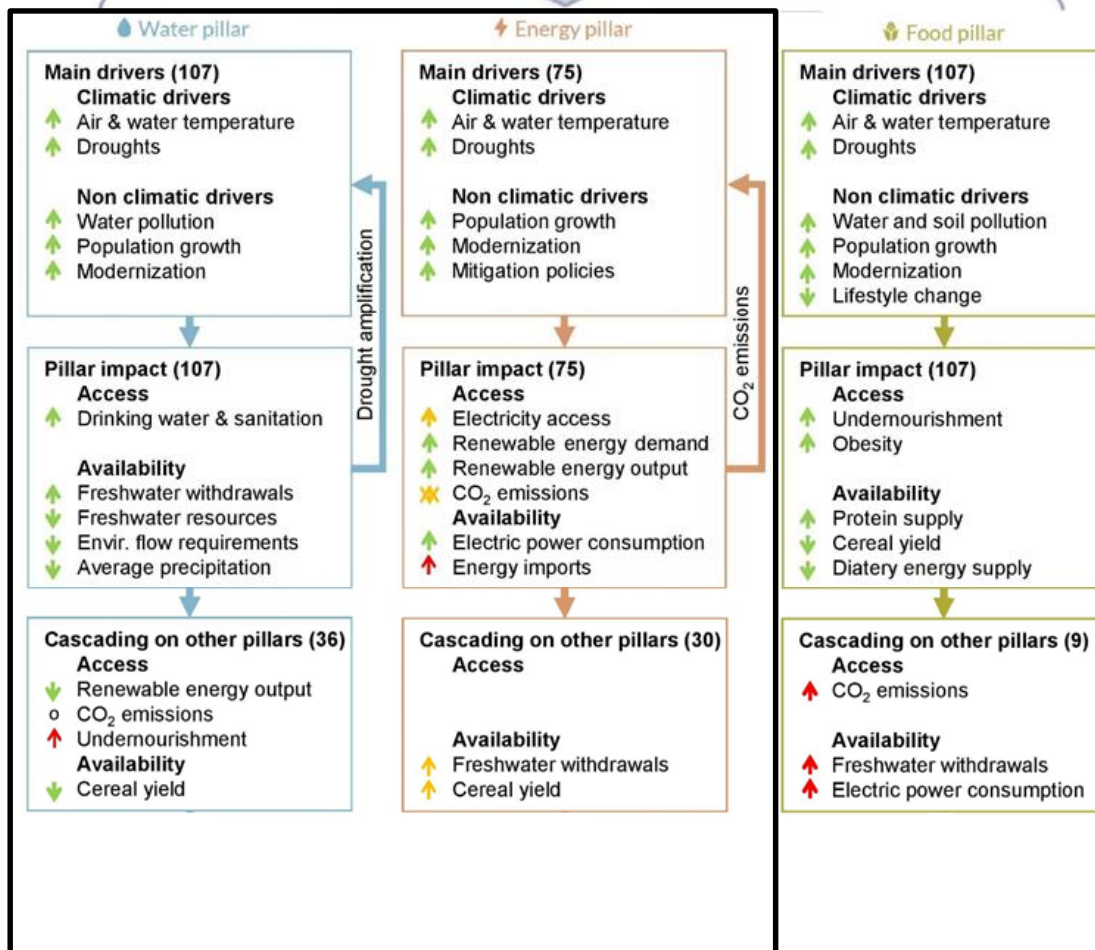 Water pillar
Main drivers (107)
Climatic drivers
Air & water temperature
Droughts
Non climatic drivers
Water pollution
Population growth
Modernization
Drought amplification
Pillar impact (107)
Access
Drinking water & sanitation
Availability
Freshwater withdrawals
Freshwater resources
Envir. flow requirements
Average precipitation
Cascading on other pillars (36)
Access
Renewable energy output
CO₂ emissions
Undernourishment
Availability
Cereal yield
Energy pillar
Main drivers (75)
Climatic drivers
Air & water temperature
Droughts
Non climatic drivers
Population growth
Modernization
Mitigation policies
CO₂ emissions
Pillar impact (75)
Access
Electricity access
Renewable energy demand
Renewable energy output
CO₂ emissions
Availability
Electric power consumption
Energy imports
Cascading on other pillars (30)
Access
Availability
Freshwater withdrawals
Cereal yield
Food pillar
Main drivers (107)
Climatic drivers
Air & water temperature
Droughts
Non climatic drivers
Water and soil pollution
Population growth
Modernization
Lifestyle change
Pillar impact (107)
Access
Undernourishment
Obesity
Availability
Protein supply
Cereal yield
Diatery energy supply
Cascading on other pillars (9)
Access
CO₂ emissions
Availability
Freshwater withdrawals
Electric power consumption